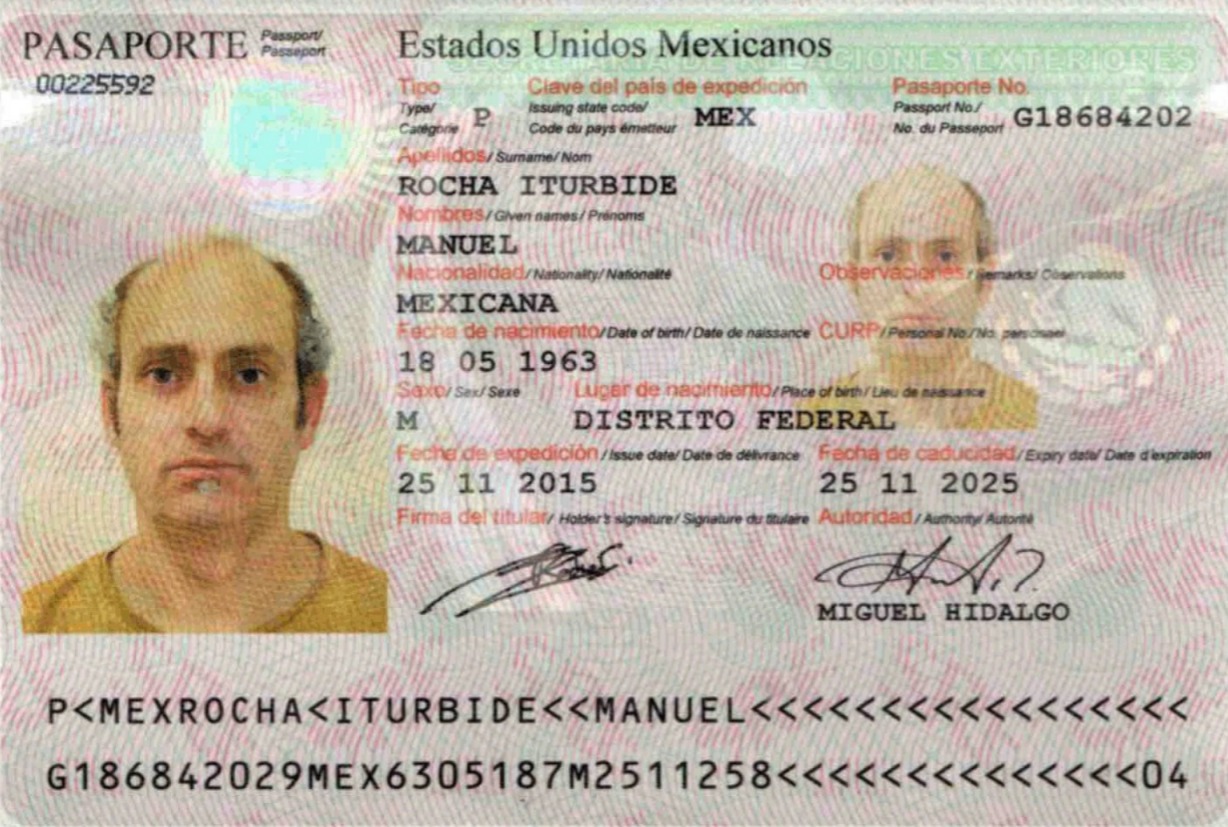 PASAPORTE Passport/ Passeport
00225592
Estados Unidos Mexicanos
RELACIONES EXTERIORES
Tipo Clave del país de expedición Pasaporte No.
Type/ Catégorie P Issuing state code/ Code du pays émetteur MEX Passport No./ No. du Passeport G18684202
Apellidos/ Surname/ Nom
ROCHA ITURBIDE
Nombres/ Given names/ Prénoms
MANUEL
Nacionalidad/ Nationality/ Nationalité Observaciones/ Remarks/ Observations
MEXICANA
Fecha de nacimiento/ Date of birth/ Date de naissance CURP/ Personal No./ No. personnel
18 05 1963
Sexo/ Sex/ Sexe Lugar de nacimiento/ Place of birth/ Lieu de naissance
M DISTRITO FEDERAL
Fecha de expedición/ Issue date/ Date de délivrance Fecha de caducidad/ Expiry date/ Date d'expiration
25 11 2015 25 11 2025
Firma del titular/ Holder's signature/ Signature du titulaire Autoridad/ Authority/ Autorité
MIGUEL HIDALGO
P<MEXROCHA<ITURBIDE<<MANUEL<<<<<<<<<<<<<<<<<
G186842029MEX6305187M2511258<<<<<<<<<<<<<<04